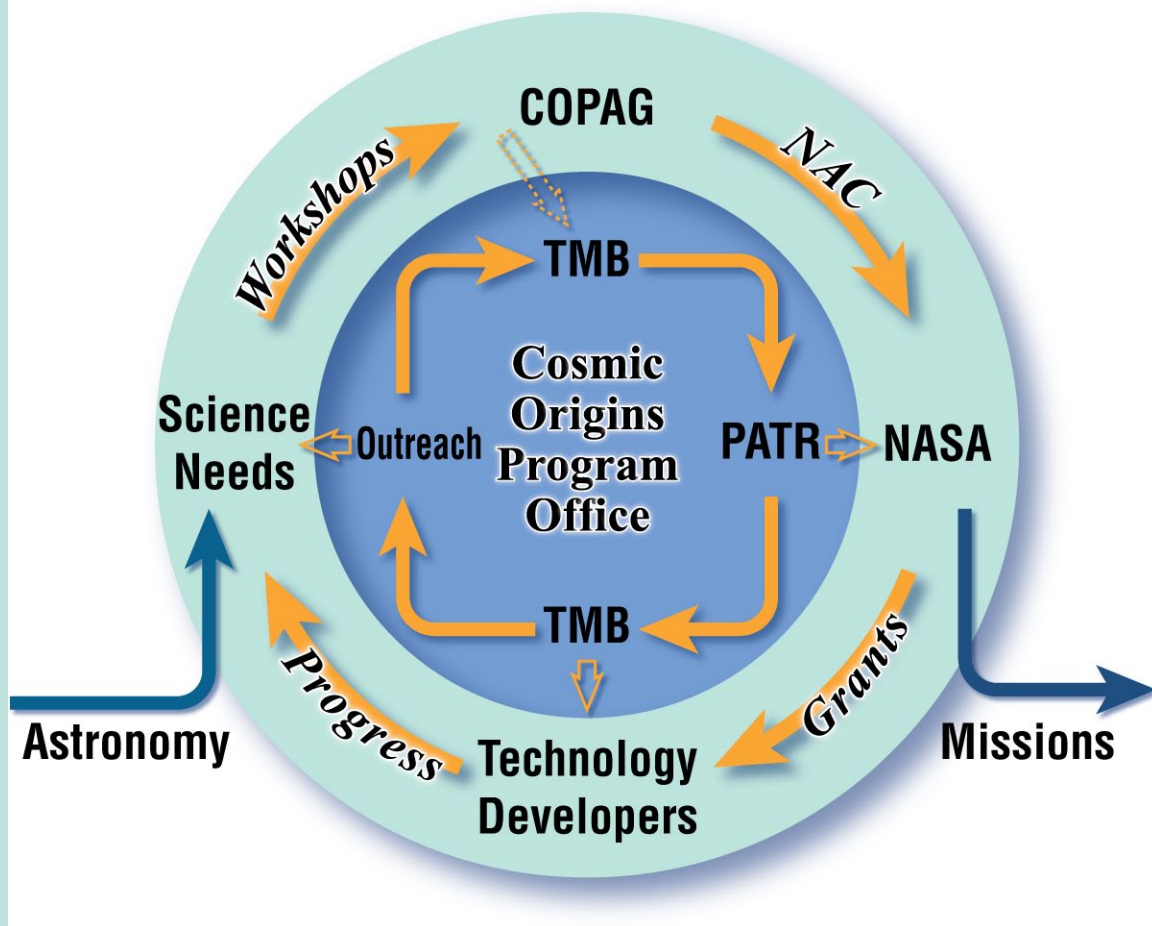 COPAG
NAC
Workshops
TMB
Cosmic
Origins
Program
Office
Science
Needs
Outreach
PATR
NASA
TMB
Progress
Grants
Technology
Developers
Astronomy
Missions